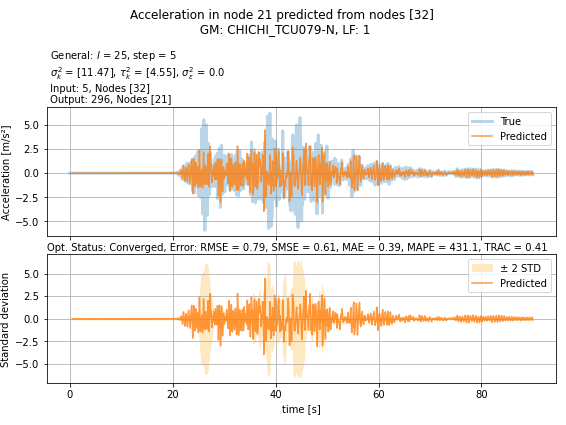 Acceleration in node 21 predicted from nodes [32]
GM: CHICHI_TCU079-N, LF: 1
General: l = 25, step = 5
σ²ₖ = [11.47], τ²ₖ = [4.55], σ²ε = 0.0
Input: 5, Nodes [32]
Output: 296, Nodes [21]
Acceleration [m/s²]
5.0
2.5
0.0
−2.5
−5.0
True
Predicted
Opt. Status: Converged, Error: RMSE = 0.79, SMSE = 0.61, MAE = 0.39, MAPE = 431.1, TRAC = 0.41
Standard deviation
5.0
2.5
0.0
−2.5
−5.0
± 2 STD
Predicted
0 20 40 60 80
time [s]